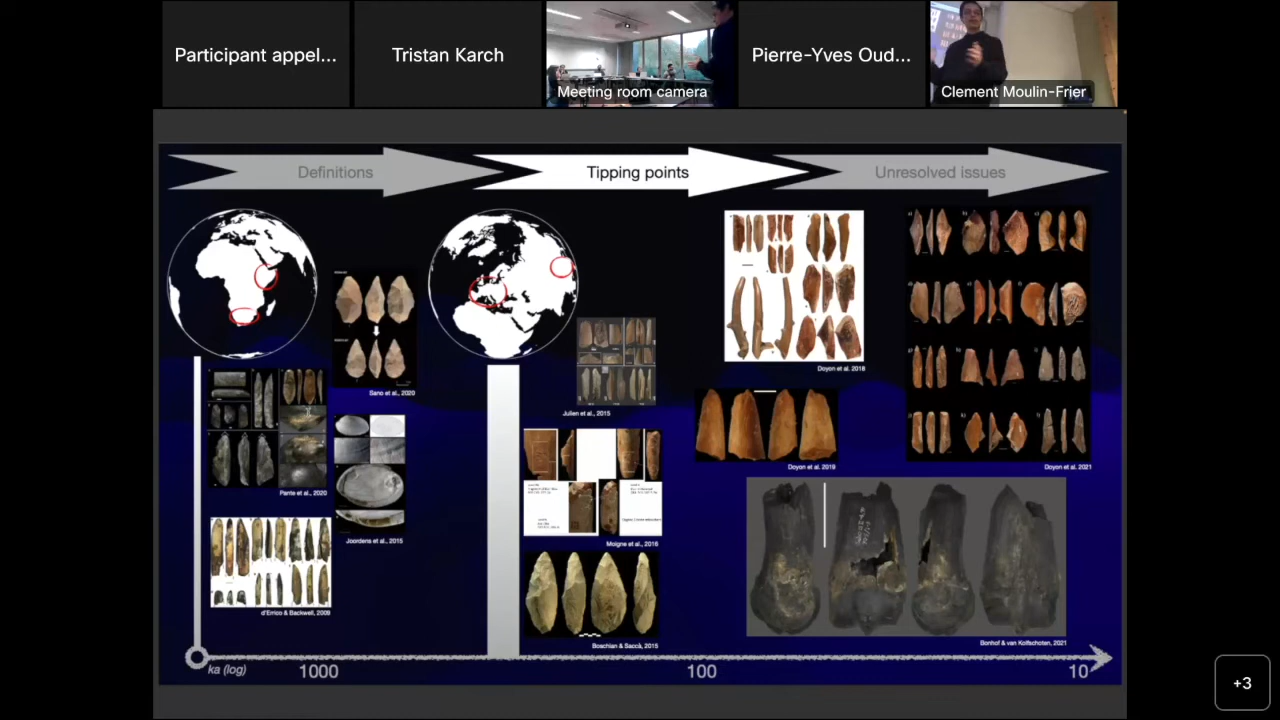 Participant appel...
Tristan Karch
Meeting room camera
Pierre-Yves Oud...
Clement Moulin-Frier
Definitions
Tipping points
Unresolved issues
Sano et al., 2020
Pante et al., 2020
Joordens et al., 2015
d'Errico & Backwell, 2009
Julien et al., 2015
Moigne et al., 2016
Boschian & Saccà, 2015
Doyon et al. 2018
Doyon et al. 2019
Doyon et al. 2021
Bonhof & van Kolfschoten, 2021
ka (log)
1000
100
10
+3